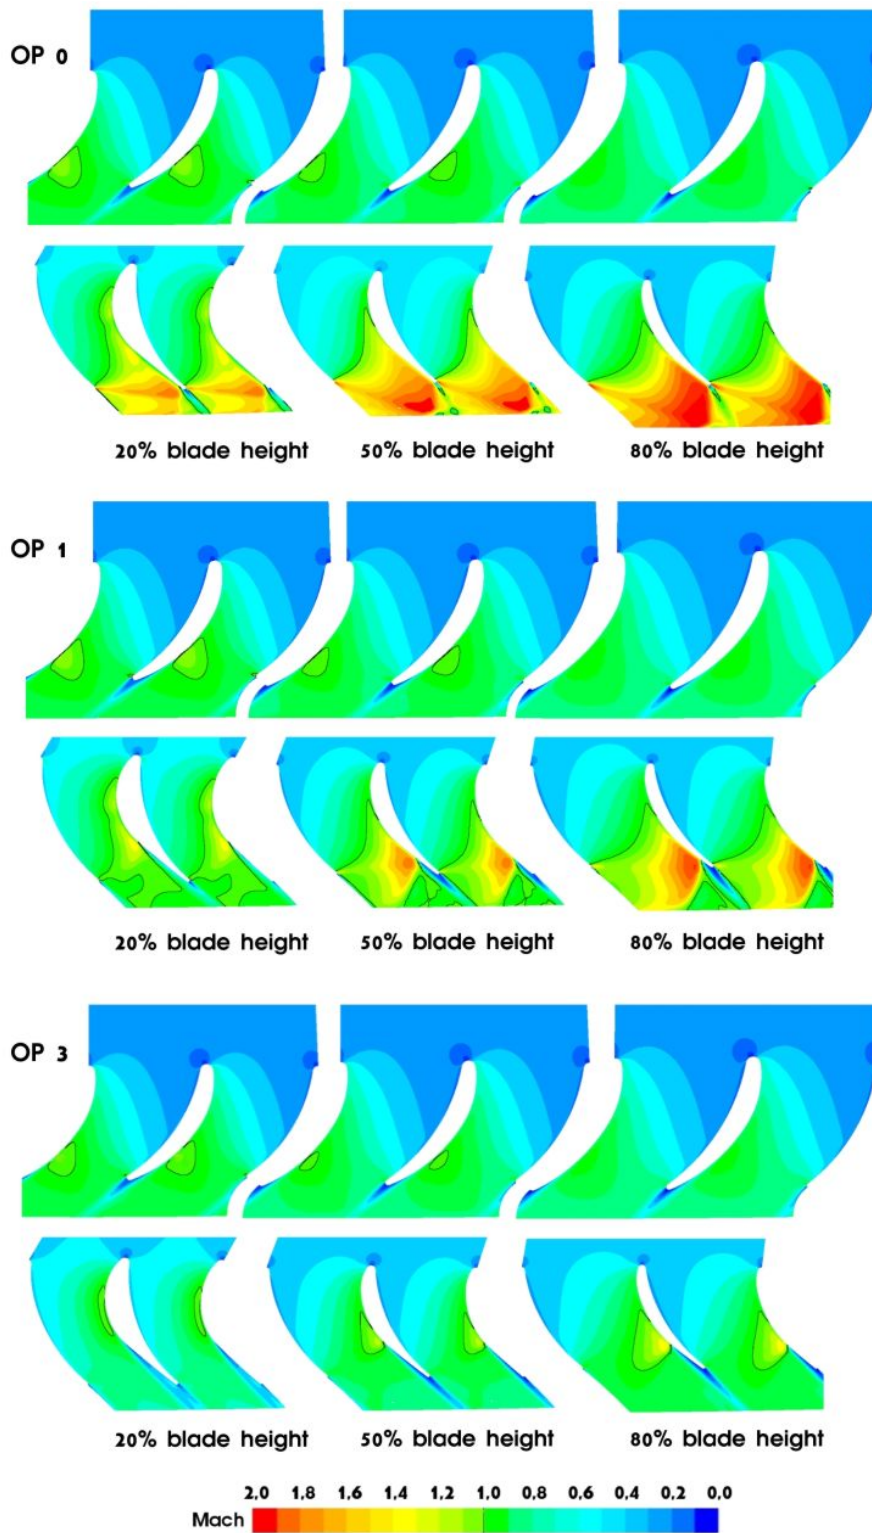 OP 0
20% blade height 50% blade height 80% blade height
OP 1
20% blade height 50% blade height 80% blade height
OP 3
20% blade height 50% blade height 80% blade height
2,0 1,8 1,6 1,4 1,2 1,0 0,8 0,6 0,4 0,2 0,0
Mach